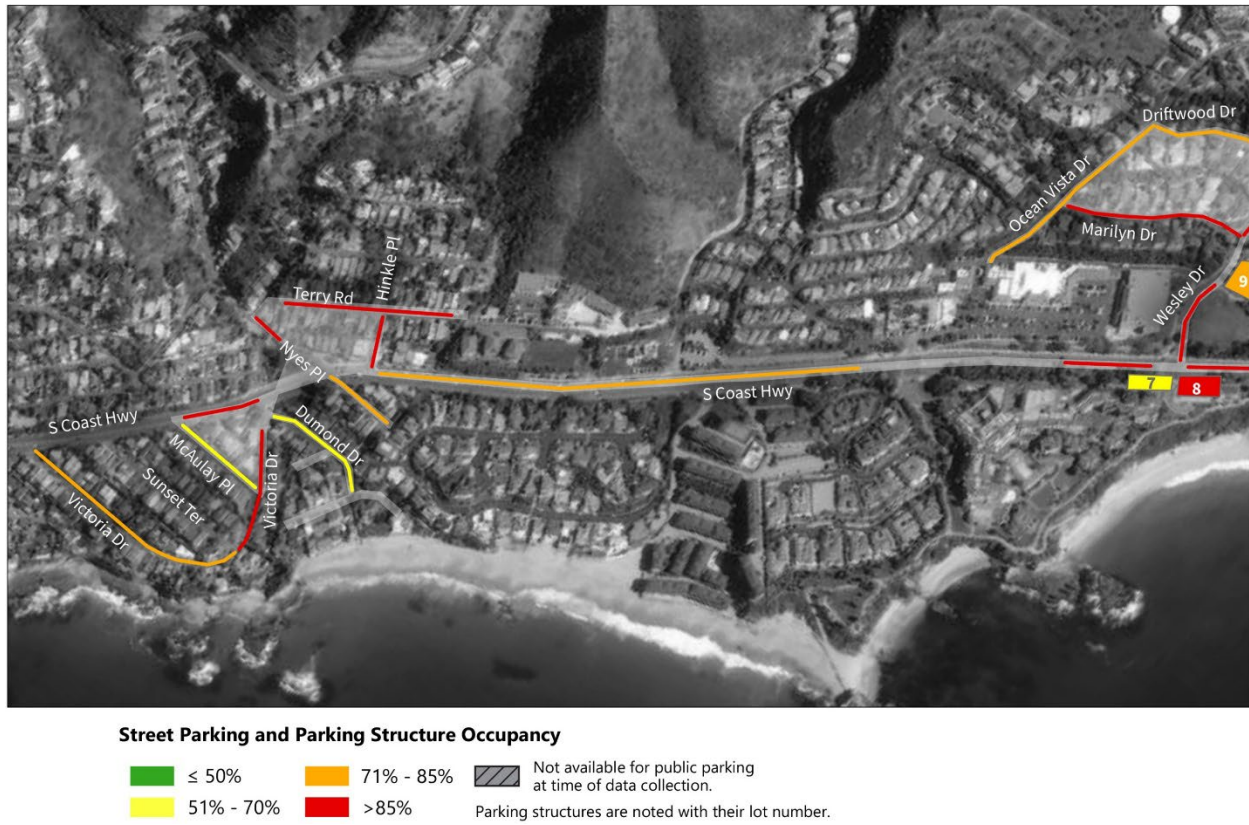 Driftwood Dr
Ocean Vista Dr
Marilyn Dr
Hinkle Pl
Terry Rd
Wesley Dr
9
Nyes Pl
7
8
S Coast Hwy
S Coast Hwy
Dumond Dr
McAulay Pl
Victoria Dr
Sunset Ter
Victoria Dr
Street Parking and Parking Structure Occupancy
≤ 50%
71% - 85%
Not available for public parking
at time of data collection.
51% - 70%
>85%
Parking structures are noted with their lot number.